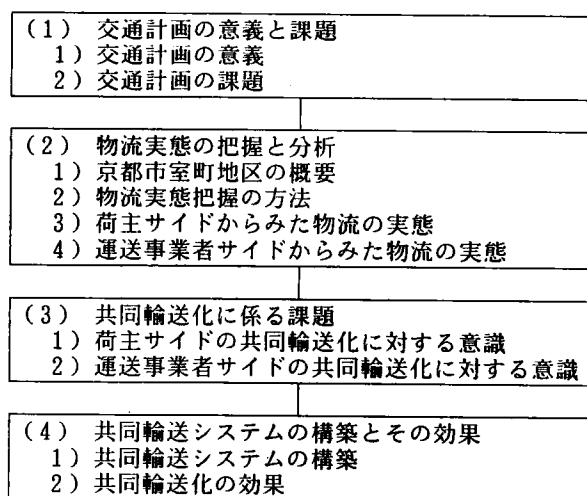 (1) 交通計画の意義と課題
1) 交通計画の意義
2) 交通計画の課題
(2) 物流実態の把握と分析
1) 京都市室町地区の概要
2) 物流実態把握の方法
3) 荷主サイドからみた物流の実態
4) 運送事業者サイドからみた物流の実態
(3) 共同輸送化に係る課題
1) 荷主サイドの共同輸送化に対する意識
2) 運送事業者サイドの共同輸送化に対する意識
(4) 共同輸送システムの構築とその効果
1) 共同輸送システムの構築
2) 共同輸送化の効果